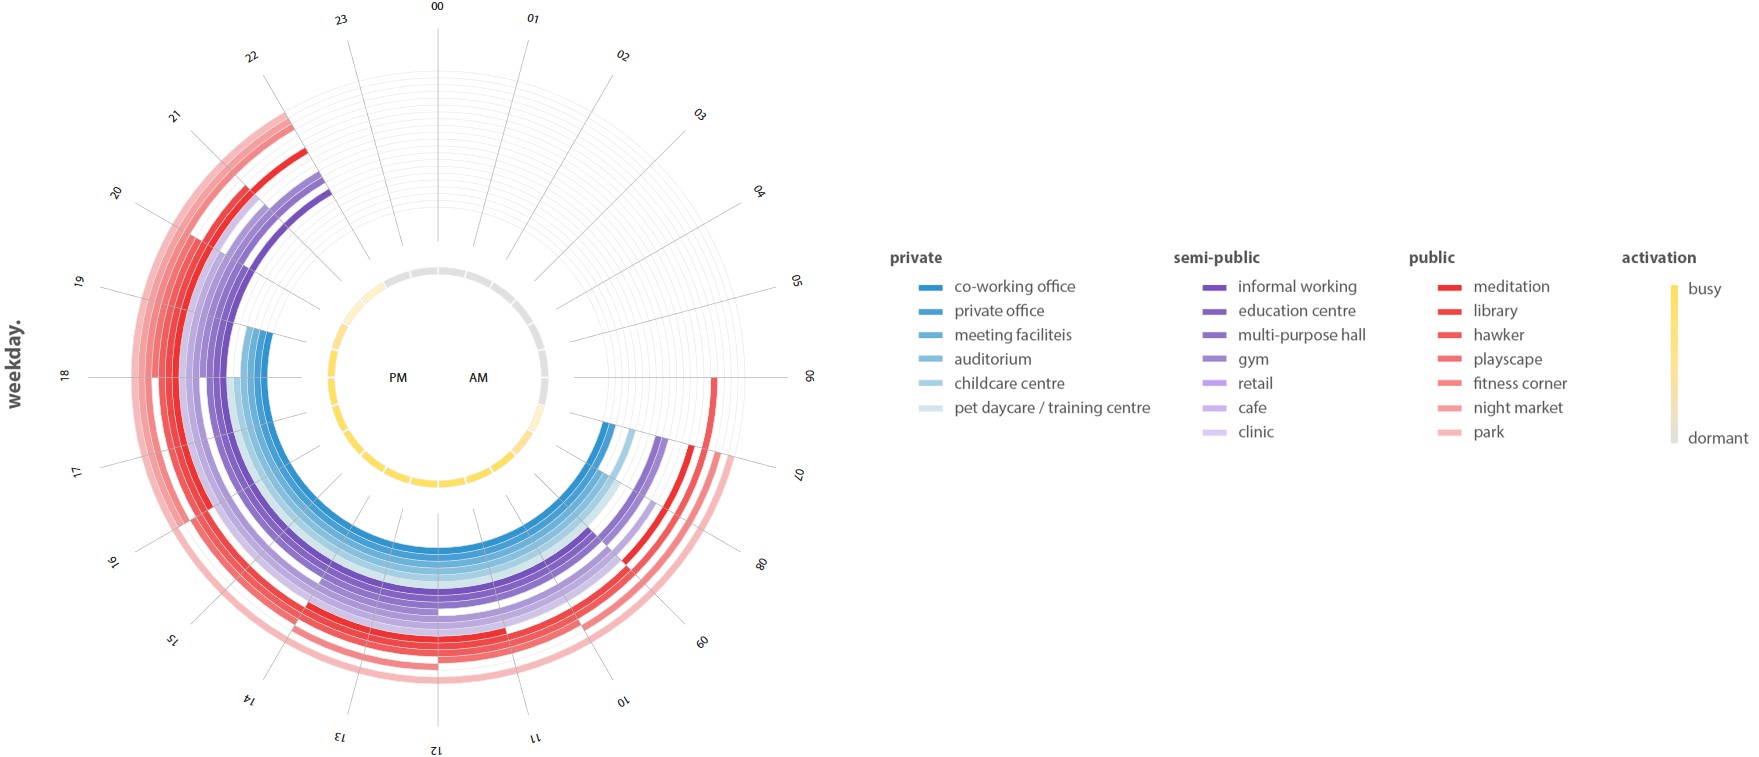 weekday.
00
01
02
03
04
05
06
07
08
09
10
11
12
13
14
15
16
17
18
19
20
21
22
23
PM AM
private
co-working office
private office
meeting faciliteis
auditorium
childcare centre
pet daycare / training centre
semi-public
informal working
education centre
multi-purpose hall
gym
retail
cafe
clinic
public
meditation
library
hawker
playscape
fitness corner
night market
park
activation
busy
dormant